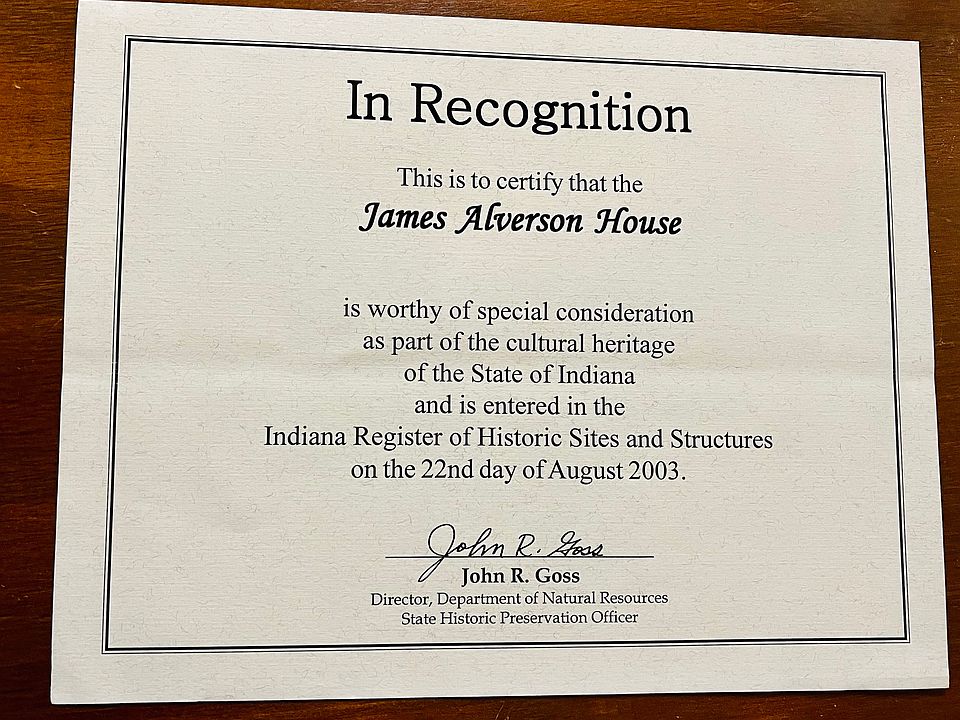 In Recognition
This is to certify that the
James Alverson House
is worthy of special consideration
as part of the cultural heritage
of the State of Indiana
and is entered in the
Indiana Register of Historic Sites and Structures
on the 22nd day of August 2003.
John R. Goss
John R. Goss
Director, Department of Natural Resources
State Historic Preservation Officer